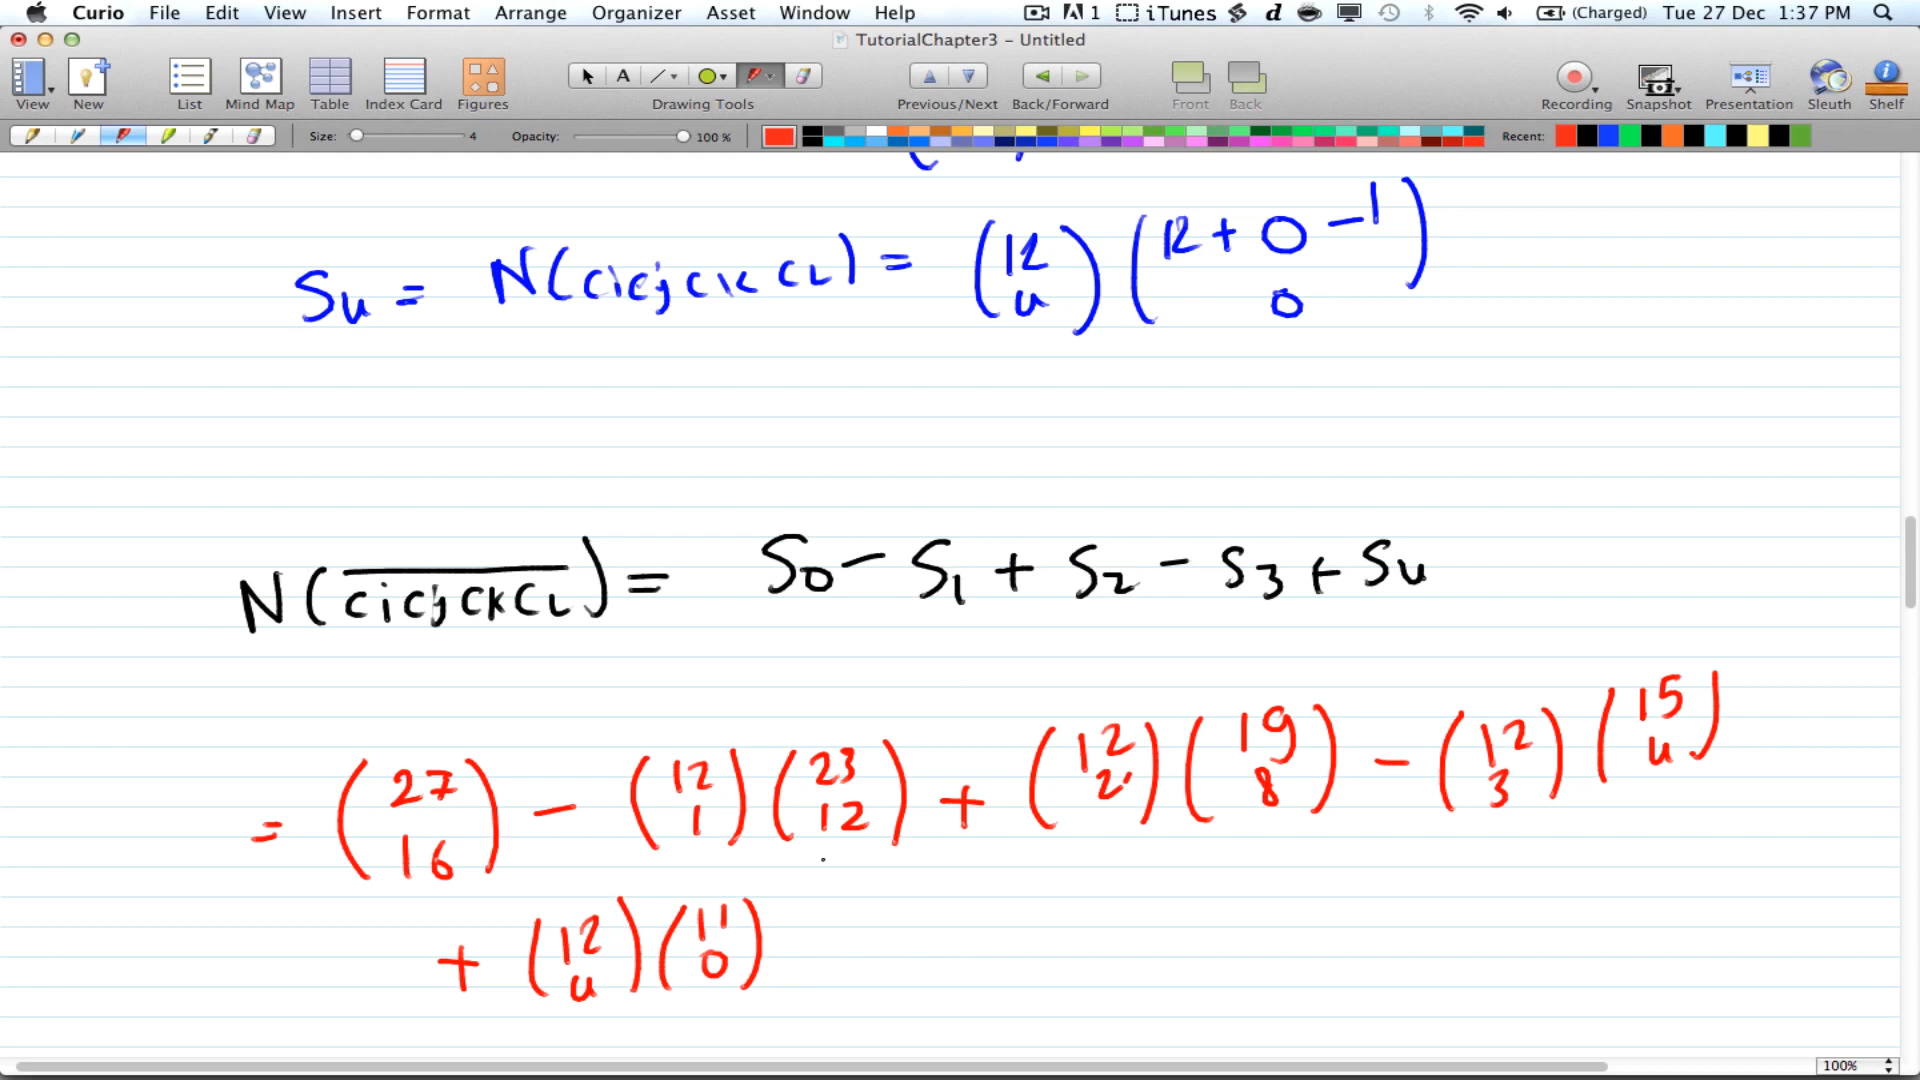 Curio File Edit View Insert Format Arrange Organizer Asset Window Help 1 iTunes d (Charged) Tue 27 Dec 1:37 PM
TutorialChapter3 – Untitled
View New List Mind Map Table Index Card Figures Drawing Tools Previous/Next Back/Forward Front Back Recording Snapshot Presentation Sleuth Shelf
Size: 4 Opacity: 100 % Recent:
S₄ = N(cicjckcL) = (12 4) (12 + 0 - 1 0)
N(\overline{cicjckcL}) = S₀ - S₁ + S₂ - S₃ + S₄
= (27 16) - (12 1) (23 12) + (12 2) (19 8) - (12 3) (15 4)
+ (12 4) (11 0)
100%